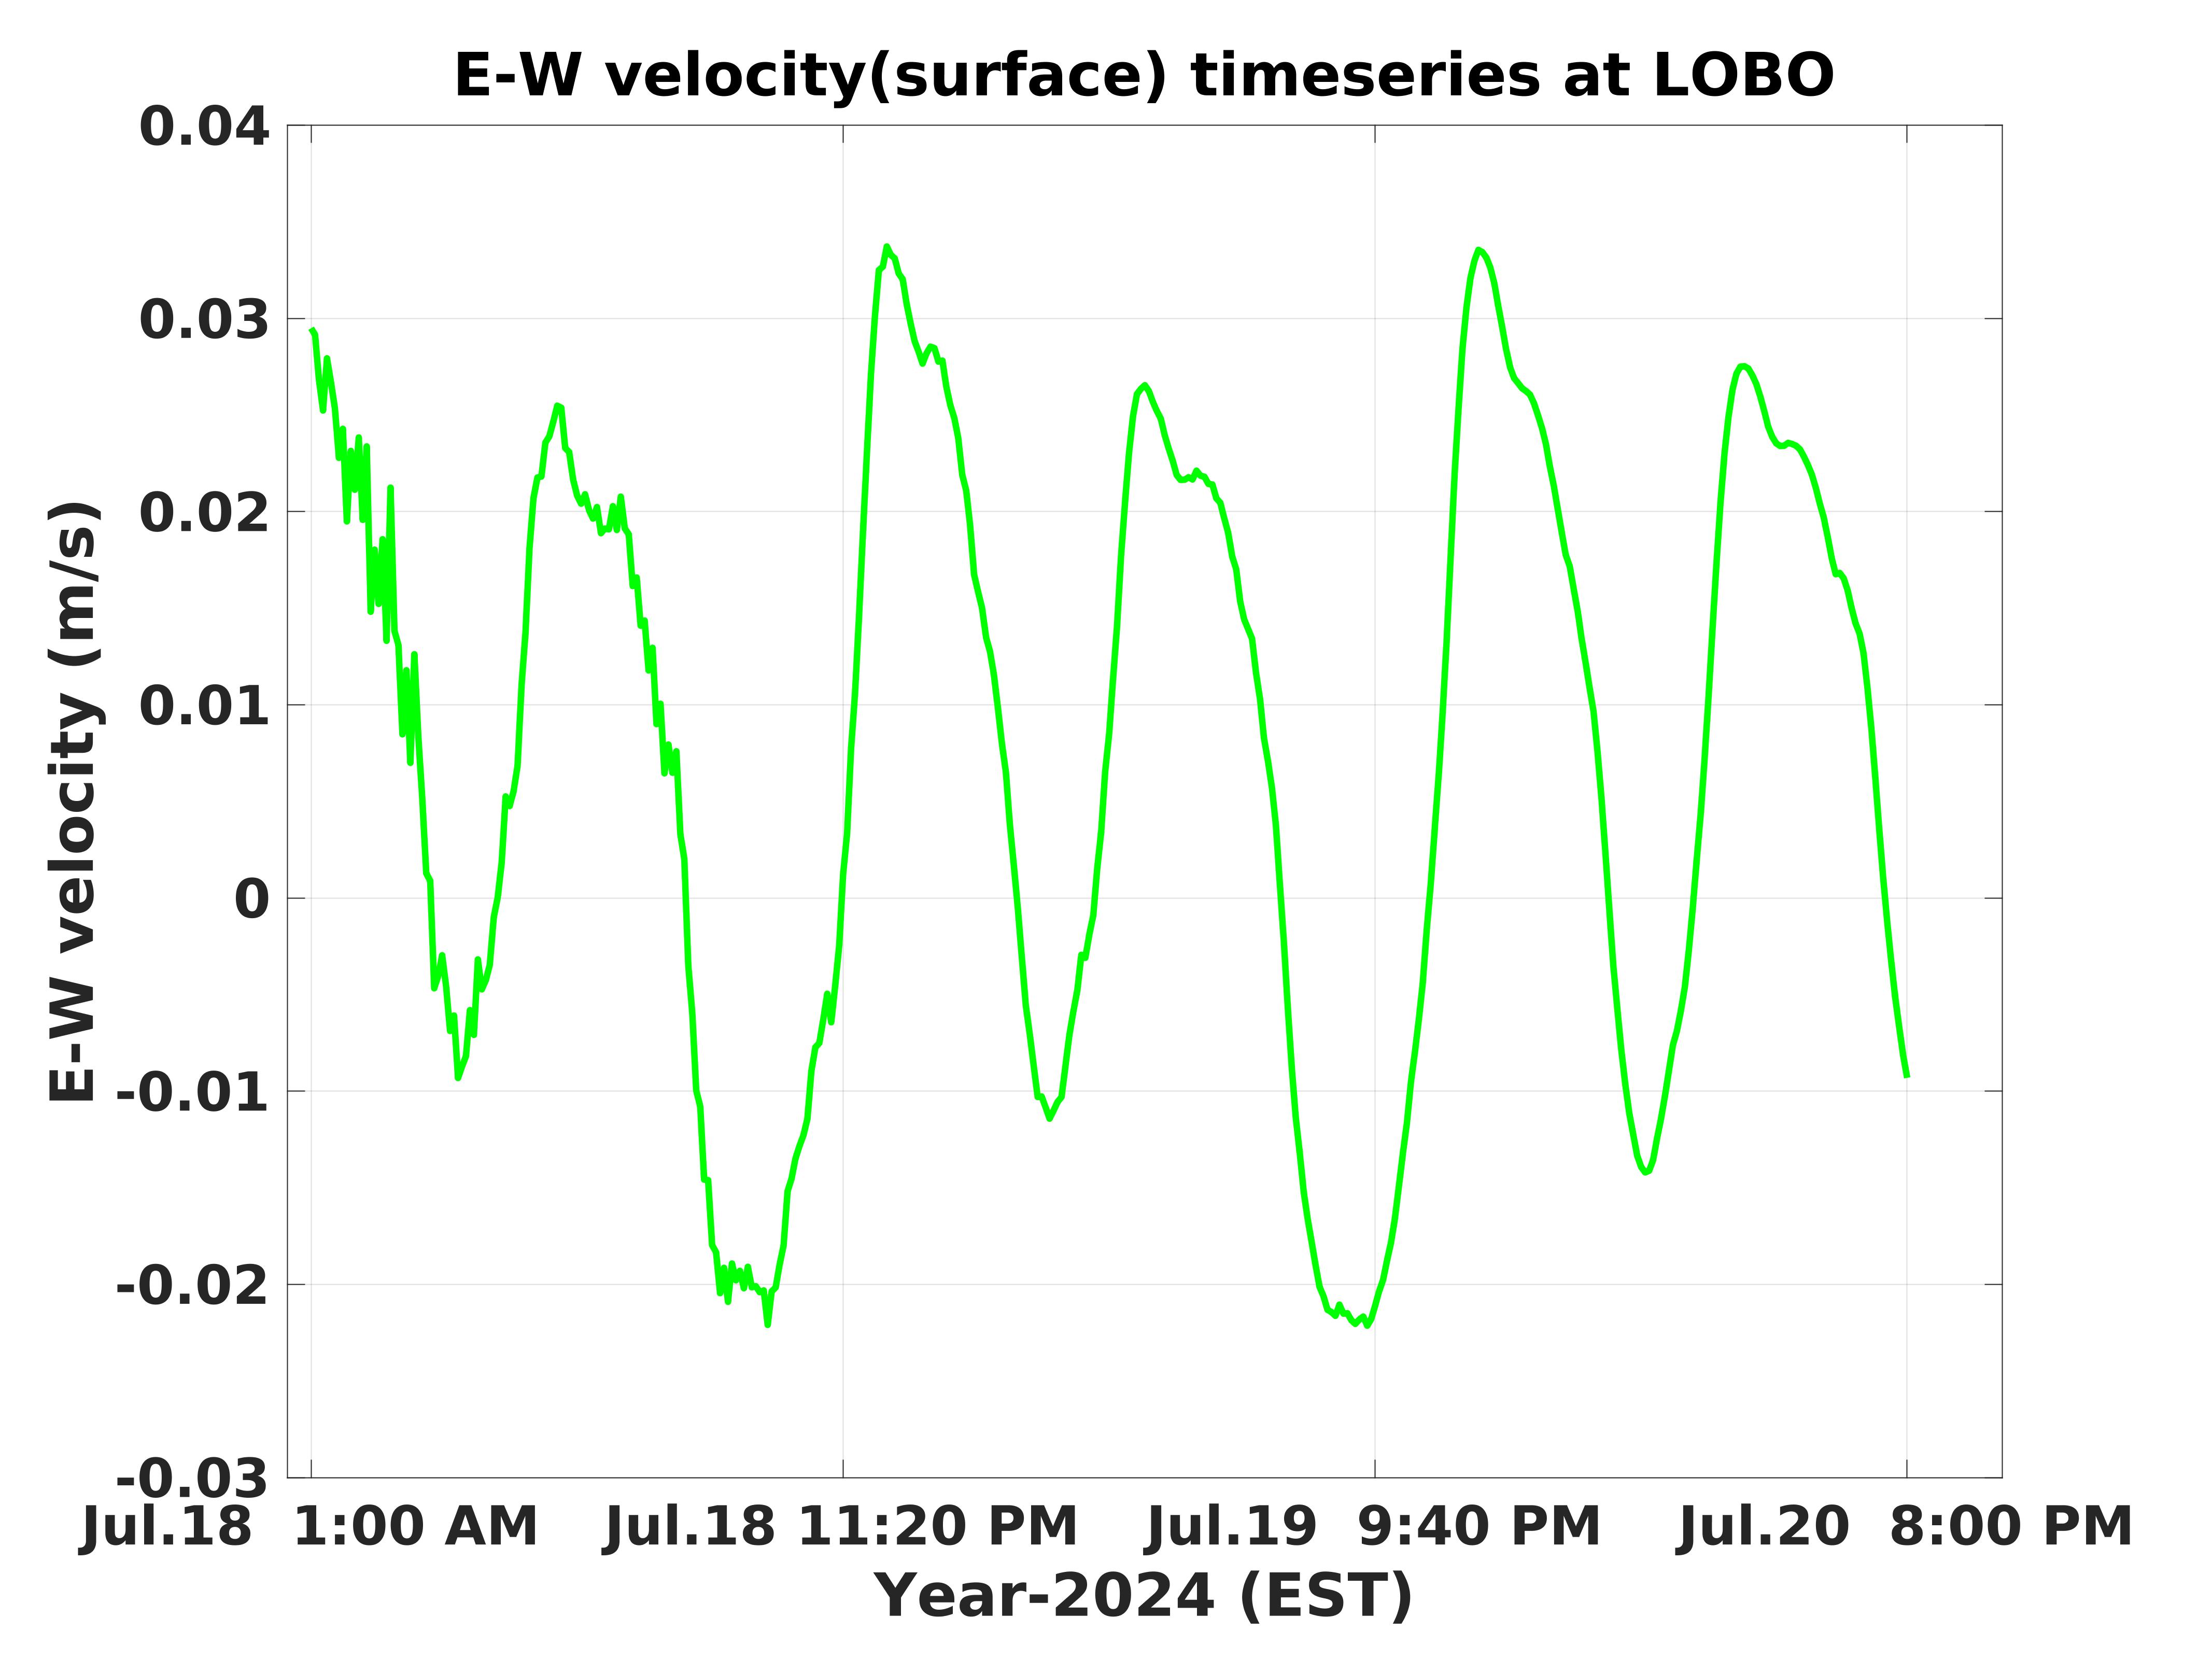 E-W velocity(surface) timeseries at LOBO
E-W velocity (m/s)
0.04
0.03
0.02
0.01
0
-0.01
-0.02
-0.03
Jul.18 1:00 AM
Jul.18 11:20 PM
Jul.19 9:40 PM
Jul.20 8:00 PM
Year-2024 (EST)